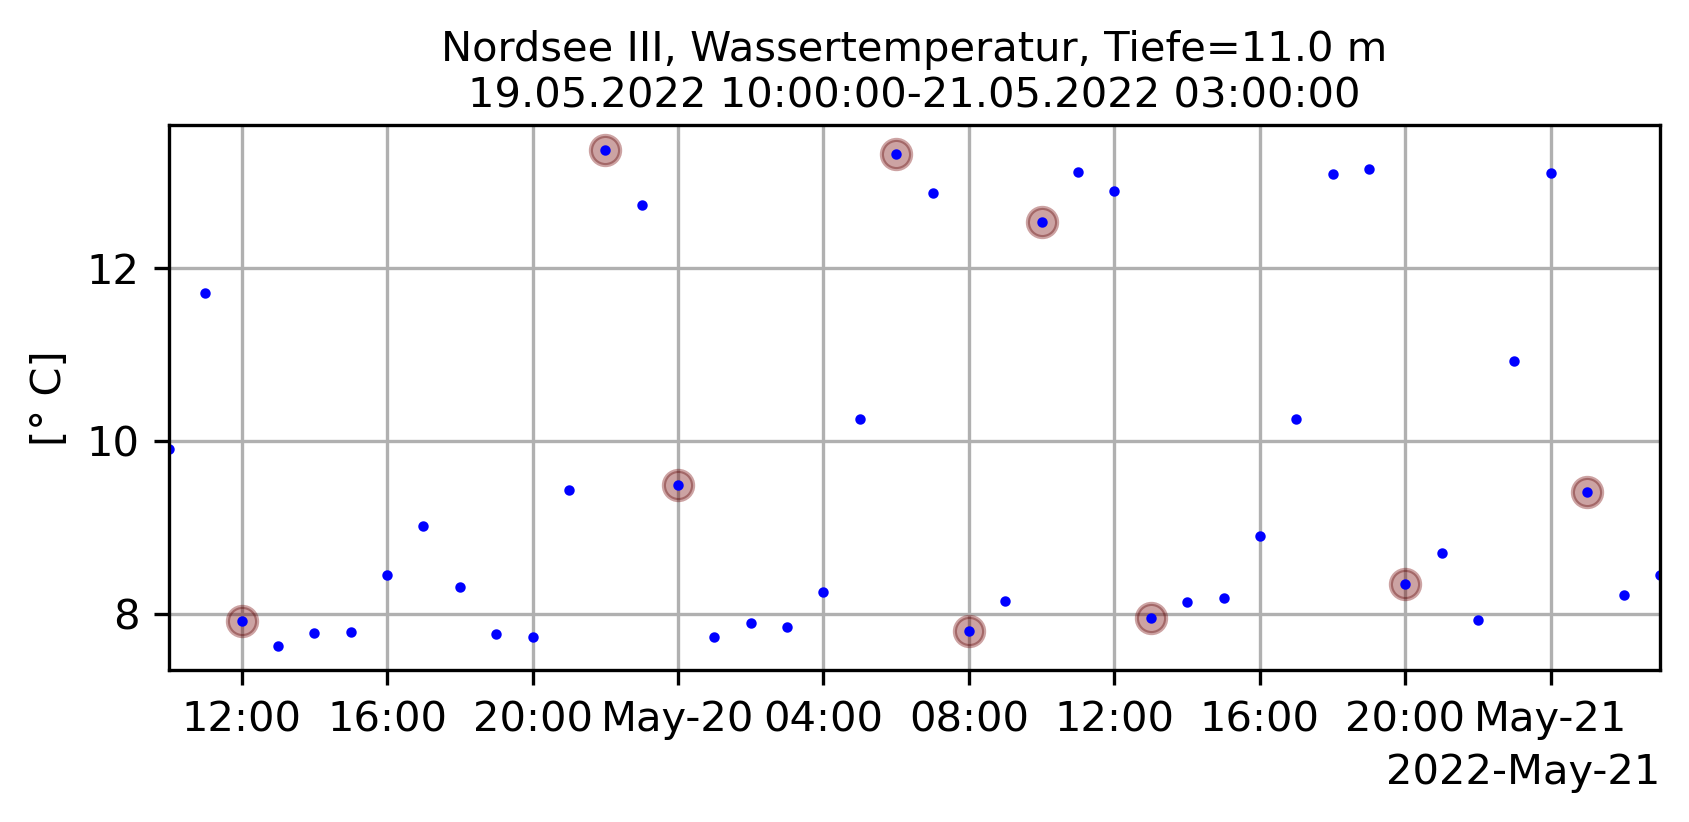 Nordsee III, Wassertemperatur, Tiefe=11.0 m
19.05.2022 10:00:00-21.05.2022 03:00:00
12
10
8
[° C]
12:00 16:00 20:00 May-20 04:00 08:00 12:00 16:00 20:00 May-21
2022-May-21